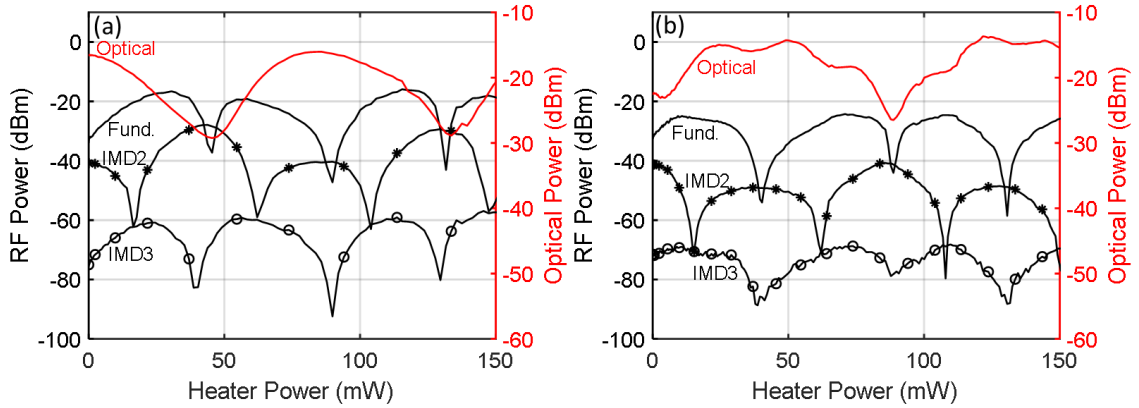 (a)
0
-20
-40
-60
-80
-100
RF Power (dBm)
Optical
Fund.
IMD2
IMD3
-10
-20
-30
-40
-50
-60
Optical Power (dBm)
0
50
100
150
Heater Power (mW)
(b)
0
-20
-40
-60
-80
-100
RF Power (dBm)
Optical
Fund.
IMD2
IMD3
-10
-20
-30
-40
-50
-60
Optical Power (dBm)
0
50
100
150
Heater Power (mW)